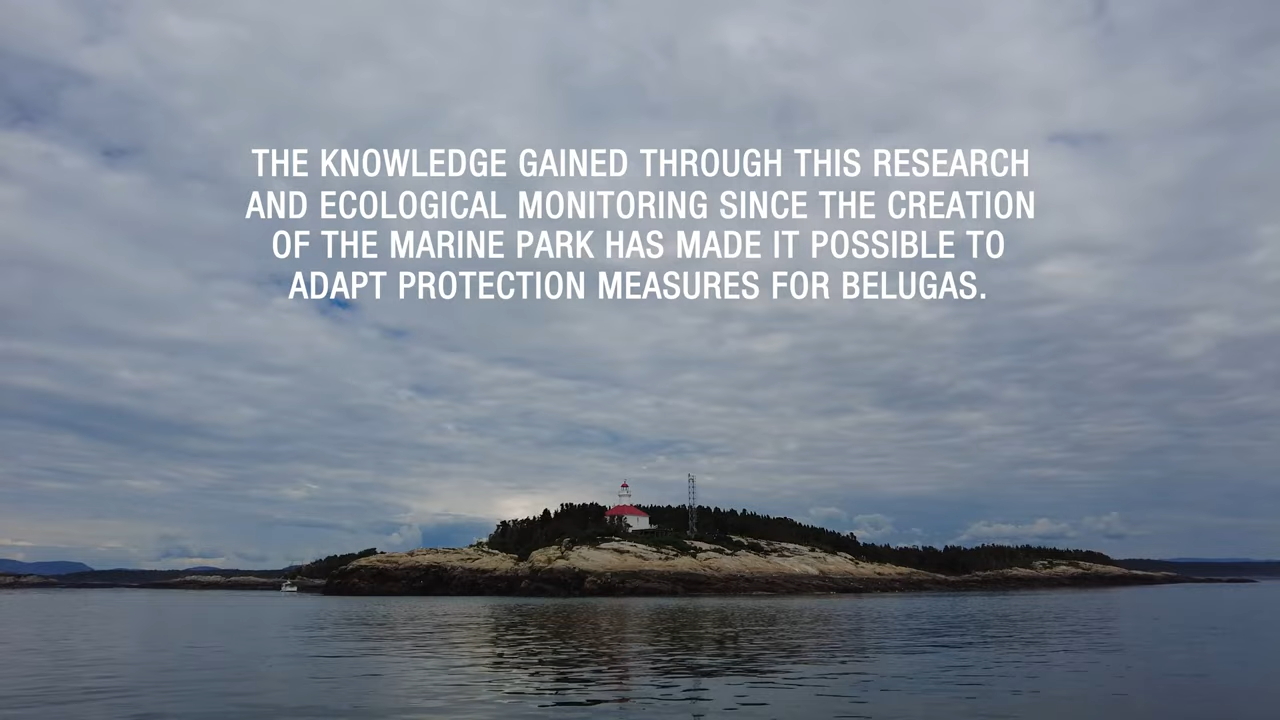 THE KNOWLEDGE GAINED THROUGH THIS RESEARCH
AND ECOLOGICAL MONITORING SINCE THE CREATION
OF THE MARINE PARK HAS MADE IT POSSIBLE TO
ADAPT PROTECTION MEASURES FOR BELUGAS.